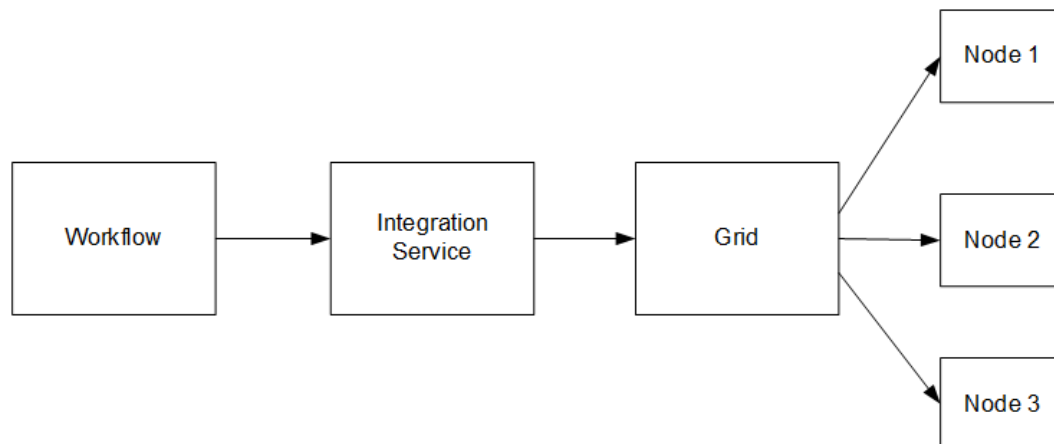 Node 1
Workflow
Integration
Service
Grid
Node 2
Node 3